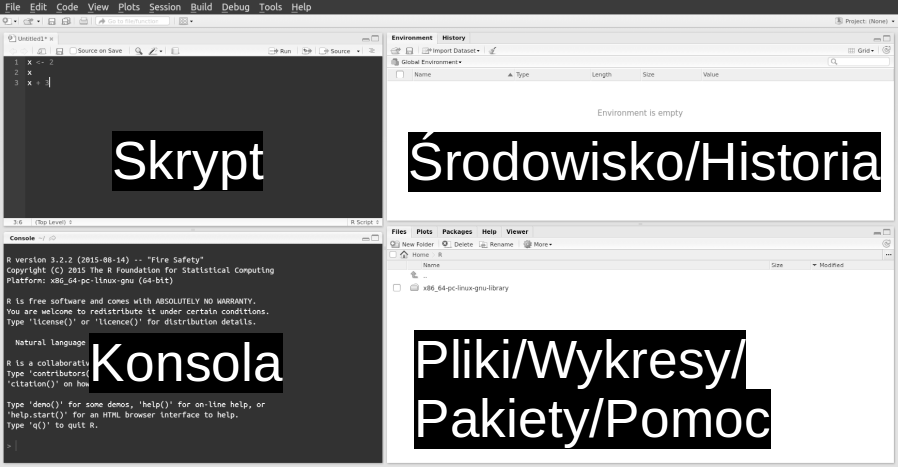 File Edit Code View Plots Session Build Debug Tools Help
Go to file/function
Project: (None)
Untitled1*
Source on Save
Run
Source
1 x <- 2
2 x
3 x + 3
Skrypt
3:6 (Top Level)
R Script
Environment History
Import Dataset
Grid
Global Environment
Name Type Length Size Value
Environment is empty
Środowisko/Historia
Console ~/
R version 3.2.2 (2015-08-14) -- "Fire Safety"
Copyright (C) 2015 The R Foundation for Statistical Computing
Platform: x86_64-pc-linux-gnu (64-bit)
R is free software and comes with ABSOLUTELY NO WARRANTY.
You are welcome to redistribute it under certain conditions.
Type 'license()' or 'licence()' for distribution details.
Natural language
R is a collaborativ
Type 'contributors(
'citation()' on how
Konsola
Type 'demo()' for some demos, 'help()' for on-line help, or
'help.start()' for an HTML browser interface to help.
Type 'q()' to quit R.
>
Files Plots Packages Help Viewer
New Folder Delete Rename More
Home R
Name Size Modified
..
x86_64-pc-linux-gnu-library
Pliki/Wykresy/
Pakiety/Pomoc